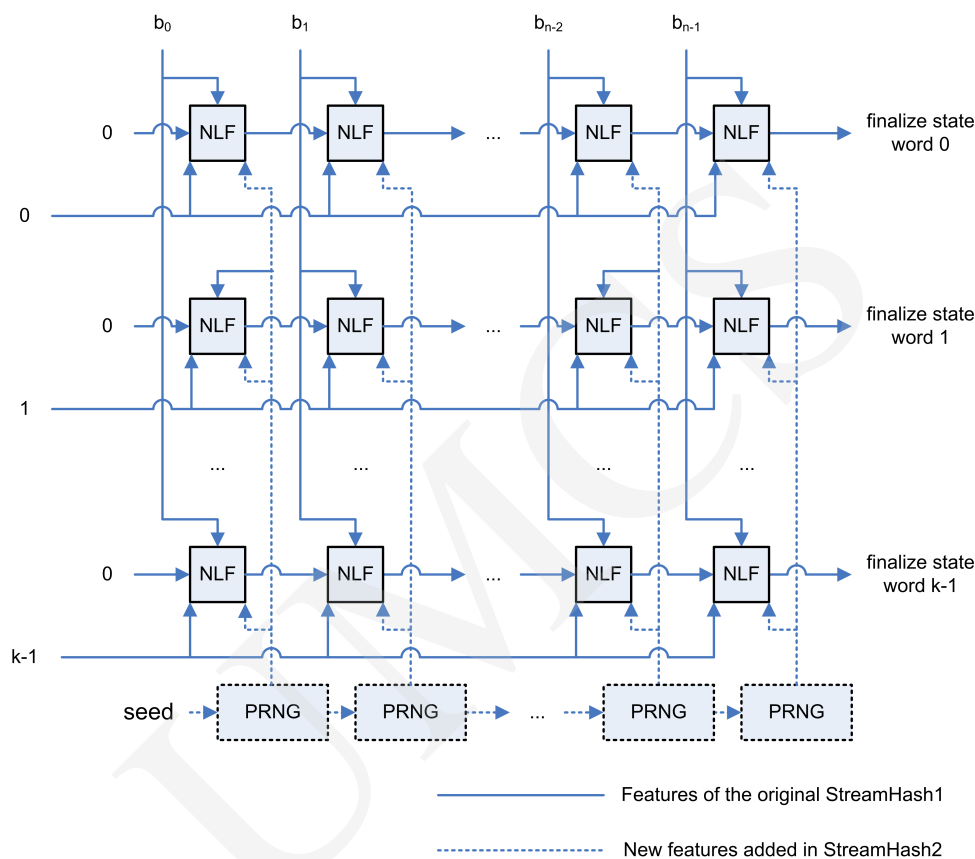 b0 b1 bn-2 bn-1
0 NLF NLF ... NLF NLF finalize state
word 0
0
0 NLF NLF ... NLF NLF finalize state
word 1
1
... ... ... ...
0 NLF NLF ... NLF NLF finalize state
word k-1
k-1
seed PRNG PRNG ... PRNG PRNG
Features of the original StreamHash1
New features added in StreamHash2
UMCS